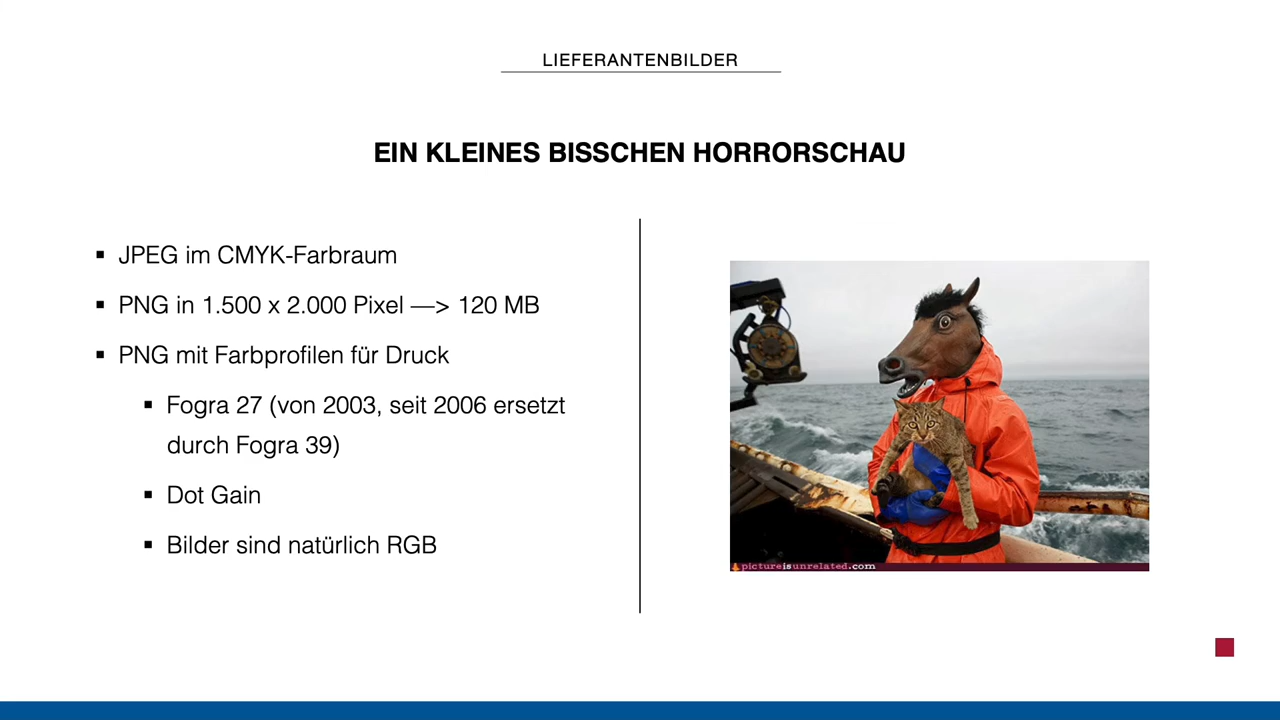 LIEFERANTENBILDER
EIN KLEINES BISSCHEN HORRORSCHAU
▪ JPEG im CMYK-Farbraum
▪ PNG in 1.500 x 2.000 Pixel —> 120 MB
▪ PNG mit Farbprofilen für Druck
▪ Fogra 27 (von 2003, seit 2006 ersetzt
durch Fogra 39)
▪ Dot Gain
▪ Bilder sind natürlich RGB
pictureisunrelated.com